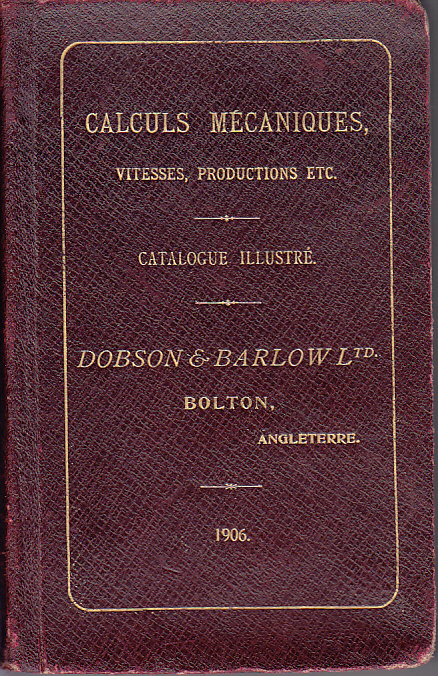 CALCULS MÉCANIQUES,
VITESSES, PRODUCTIONS ETC.
CATALOGUE ILLUSTRÉ.
DOBSON & BARLOW LTD.
BOLTON,
ANGLETERRE.
1906.